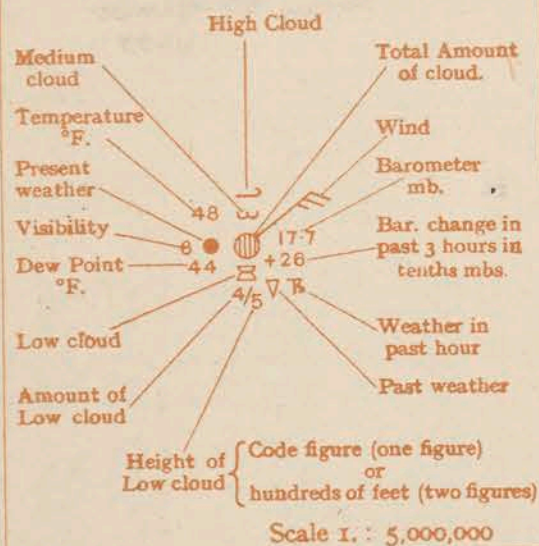 High Cloud
Medium
cloud
Total Amount
of cloud.
Temperature
°F.
Wind
Present
weather
Barometer
mb.
48
Visibility
6
17·7
Bar. change in
past 3 hours in
tenths mbs.
Dew Point
°F.
44
+26
4/5
Low cloud
Weather in
past hour
Amount of
Low cloud
Past weather
Height of
Low cloud
Code figure (one figure)
or
hundreds of feet (two figures)
Scale 1. : 5,000,000